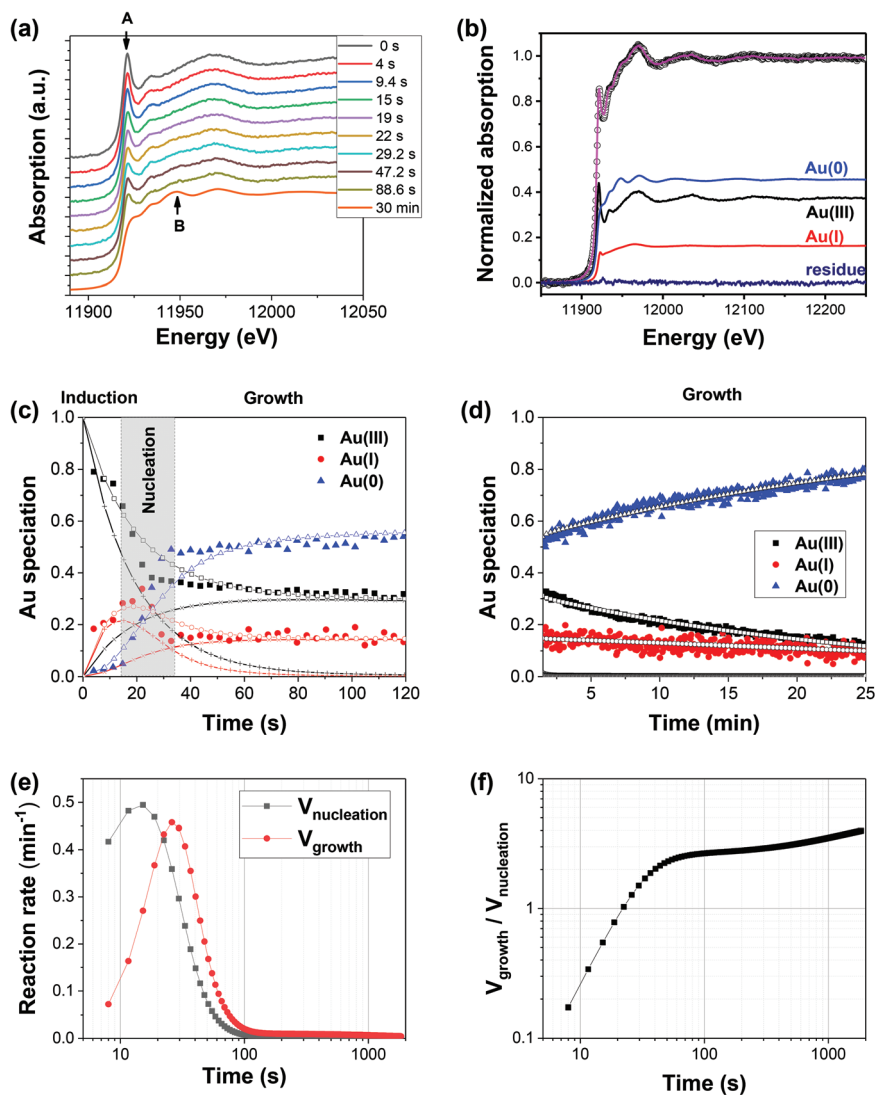 (a)
A
B
0 s
4 s
9.4 s
15 s
19 s
22 s
29.2 s
47.2 s
88.6 s
30 min
Absorption (a.u.)
11900 11950 12000 12050
Energy (eV)
(b)
1.0
0.8
0.6
0.4
0.2
0.0
Normalized absorption
Au(0)
Au(III)
Au(I)
residue
11900 12000 12100 12200
Energy (eV)
(c)
Induction
Growth
Nucleation
Au(III)
Au(I)
Au(0)
1.0
0.8
0.6
0.4
0.2
0.0
Au speciation
0 20 40 60 80 100 120
Time (s)
(d)
Growth
Au(III)
Au(I)
Au(0)
1.0
0.8
0.6
0.4
0.2
0.0
Au speciation
5 10 15 20 25
Time (min)
(e)
Vnucleation
Vgrowth
0.5
0.4
0.3
0.2
0.1
0.0
Reaction rate (min-1)
10 100 1000
Time (s)
(f)
10
1
0.1
Vgrowth / Vnucleation
10 100 1000
Time (s)